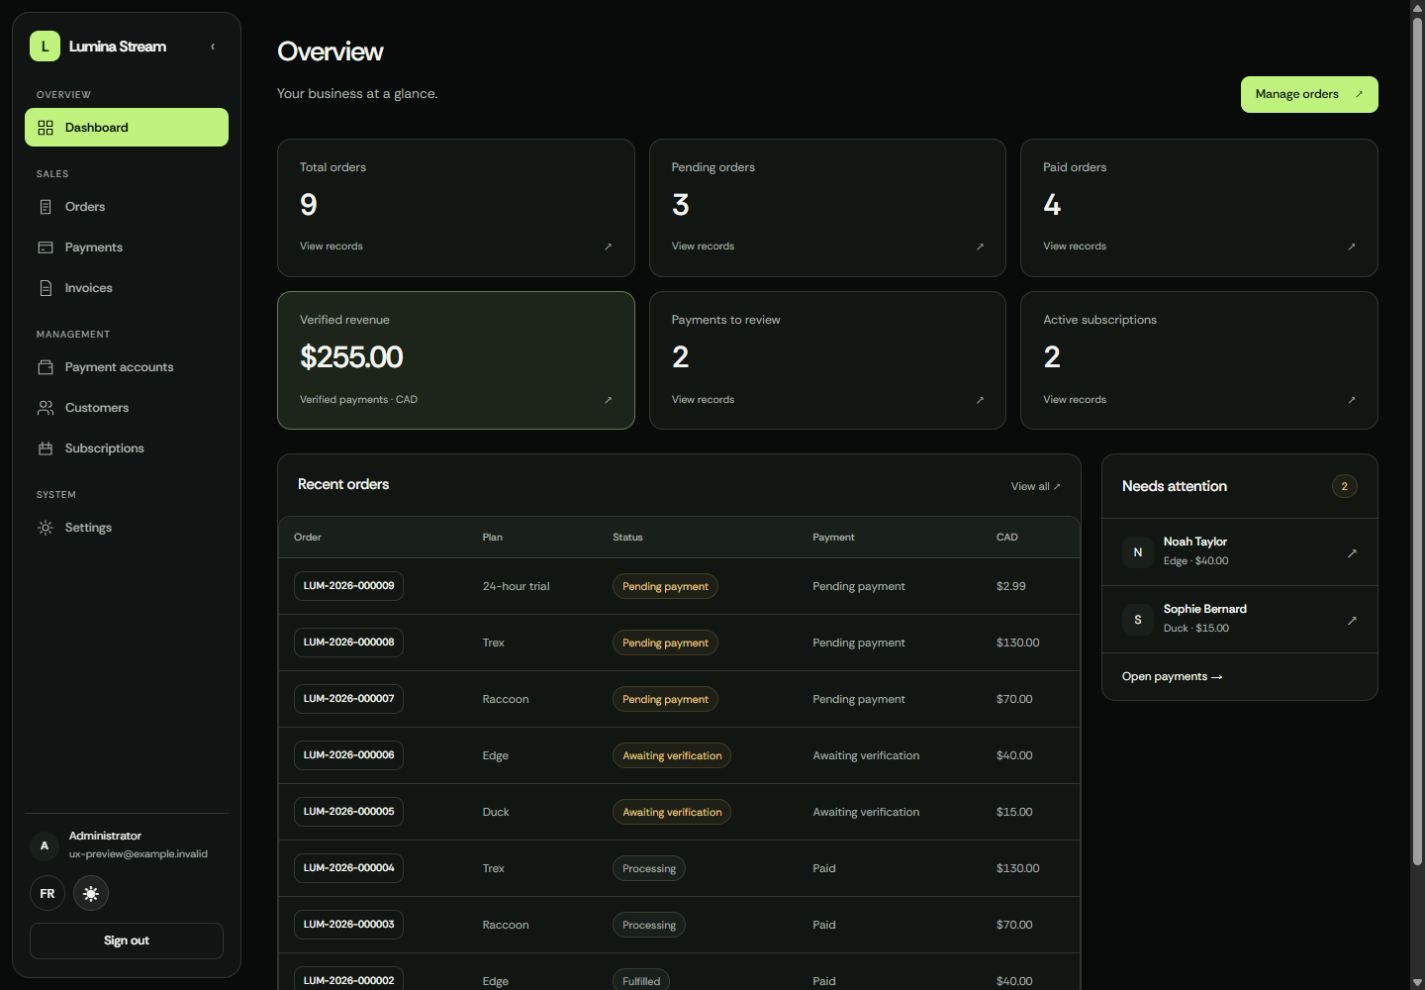 L Lumina Stream ‹
OVERVIEW
Dashboard
SALES
Orders
Payments
Invoices
MANAGEMENT
Payment accounts
Customers
Subscriptions
SYSTEM
Settings
A Administrator
ux-preview@example.invalid
FR
Sign out
Overview
Your business at a glance.
Manage orders ↗
Total orders
9
View records ↗
Pending orders
3
View records ↗
Paid orders
4
View records ↗
Verified revenue
$255.00
Verified payments · CAD ↗
Payments to review
2
View records ↗
Active subscriptions
2
View records ↗
Recent orders View all ↗
Order Plan Status Payment CAD
LUM-2026-000009 24-hour trial Pending payment Pending payment $2.99
LUM-2026-000008 Trex Pending payment Pending payment $130.00
LUM-2026-000007 Raccoon Pending payment Pending payment $70.00
LUM-2026-000006 Edge Awaiting verification Awaiting verification $40.00
LUM-2026-000005 Duck Awaiting verification Awaiting verification $15.00
LUM-2026-000004 Trex Processing Paid $130.00
LUM-2026-000003 Raccoon Processing Paid $70.00
LUM-2026-000002 Edge Fulfilled Paid $40.00
Needs attention 2
N Noah Taylor ↗
Edge · $40.00
S Sophie Bernard ↗
Duck · $15.00
Open payments →